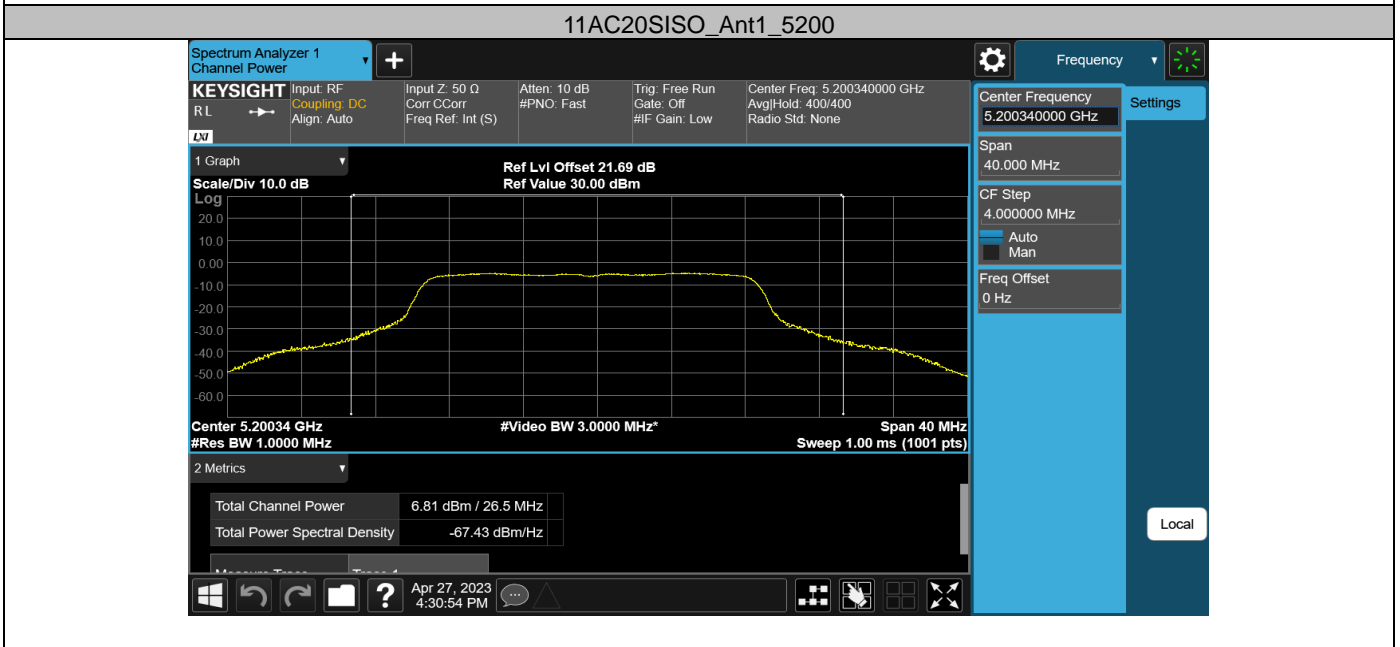 11AC20SISO_Ant1_5200
Spectrum Analyzer 1
Channel Power
+
Frequency
KEYSIGHT
R L
LXI
Input: RF
Coupling: DC
Align: Auto
Input Z: 50 Ω
Corr CCorr
Freq Ref: Int (S)
Atten: 10 dB
#PNO: Fast
Trig: Free Run
Gate: Off
#IF Gain: Low
Center Freq: 5.200340000 GHz
Avg|Hold: 400/400
Radio Std: None
Center Frequency
5.200340000 GHz
Settings
Span
40.000 MHz
CF Step
4.000000 MHz
Auto
Man
Freq Offset
0 Hz
Local
1 Graph
Scale/Div 10.0 dB
Ref Lvl Offset 21.69 dB
Ref Value 30.00 dBm
Log
20.0
10.0
0.00
-10.0
-20.0
-30.0
-40.0
-50.0
-60.0
Center 5.20034 GHz
#Video BW 3.0000 MHz*
Span 40 MHz
#Res BW 1.0000 MHz
Sweep 1.00 ms (1001 pts)
2 Metrics
Total Channel Power 6.81 dBm / 26.5 MHz
Total Power Spectral Density -67.43 dBm/Hz
Measure Trace Trace 1
?
Apr 27, 2023
4:30:54 PM